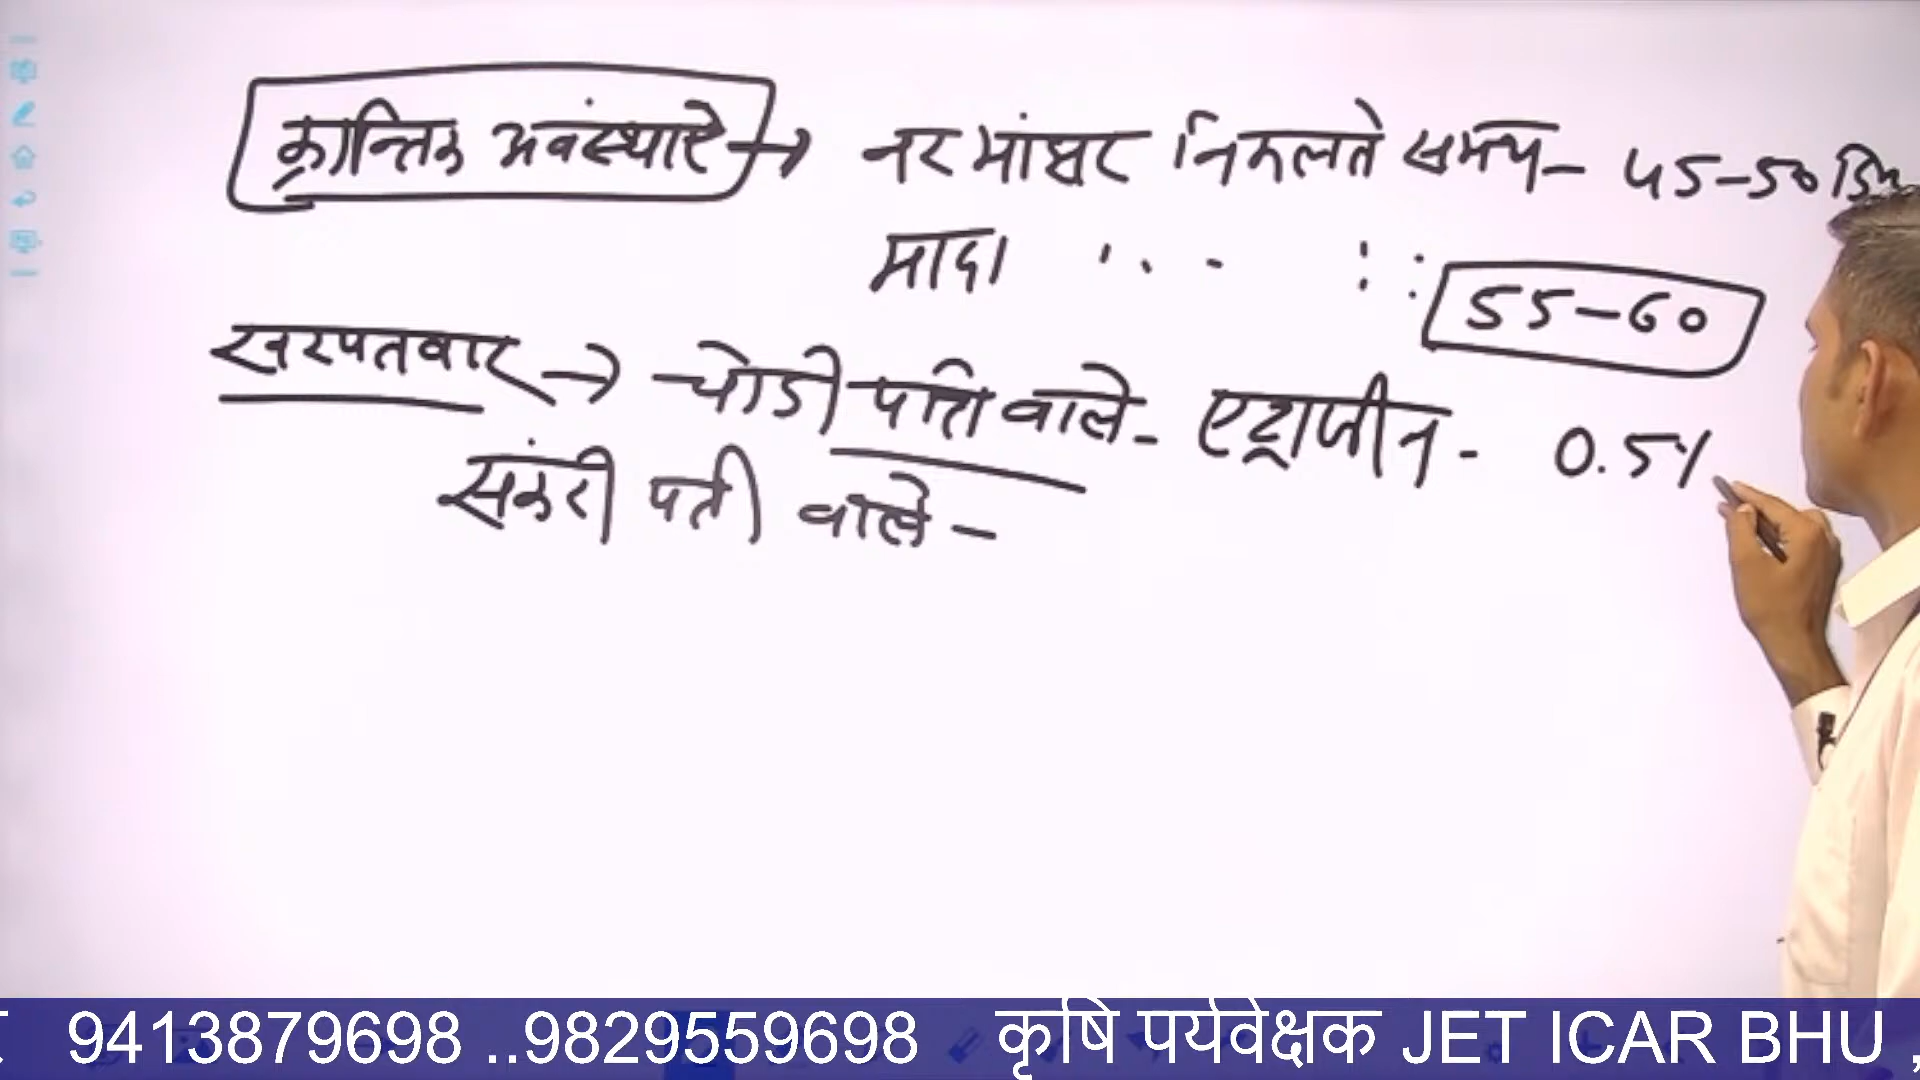 क्रान्तिक अवस्थाऐं → नर मांझर निकलते समय - 45-50 दिन
मादा " " " : : 55-60
खरपतवार → चोडी पत्ति वाले - एट्राजीन - 0.5%
सकंरी पत्ती वाले -
9413879698 ..9829559698 कृषि पर्यवेक्षक JET ICAR BHU ,